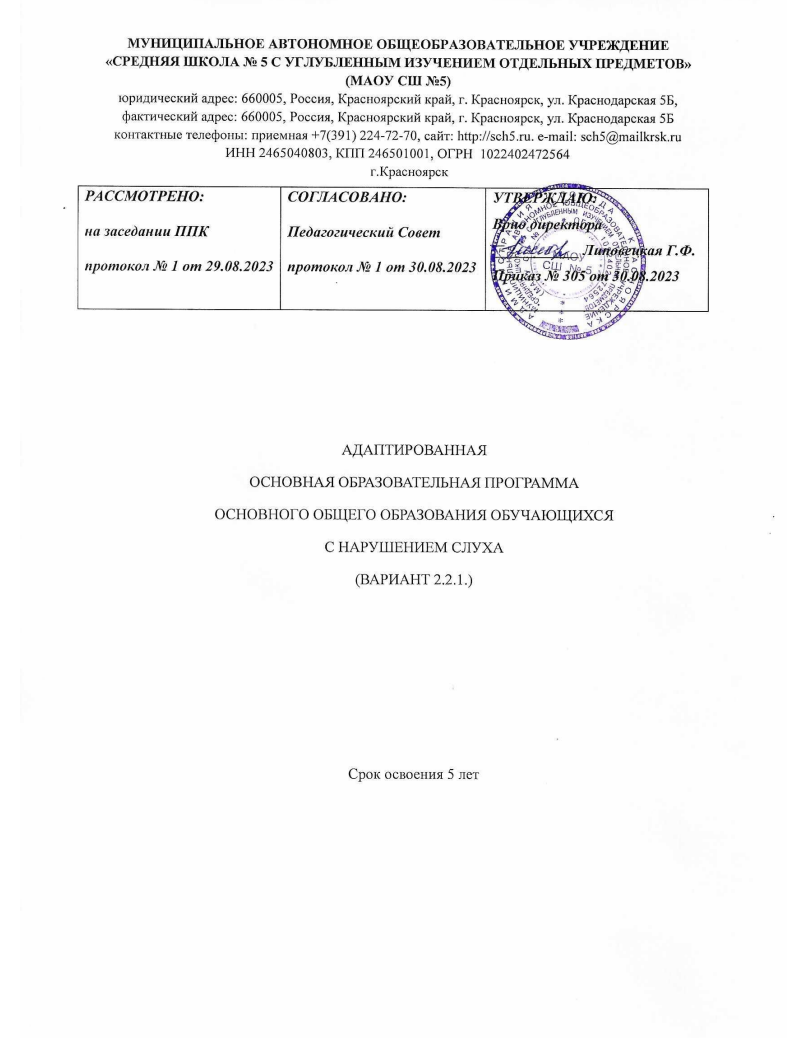 МУНИЦИПАЛЬНОЕ АВТОНОМНОЕ ОБЩЕОБРАЗОВАТЕЛЬНОЕ УЧРЕЖДЕНИЕ
«СРЕДНЯЯ ШКОЛА № 5 С УГЛУБЛЕННЫМ ИЗУЧЕНИЕМ ОТДЕЛЬНЫХ ПРЕДМЕТОВ»
(МАОУ СШ №5)
юридический адрес: 660005, Россия, Красноярский край, г. Красноярск, ул. Краснодарская 5Б,
фактический адрес: 660005, Россия, Красноярский край, г. Красноярск, ул. Краснодарская 5Б
контактные телефоны: приемная +7(391) 224-72-70, сайт: http://sch5.ru. e-mail: sch5@mailkrsk.ru
ИНН 2465040803, КПП 246501001, ОГРН 1022402472564
г.Красноярск
РАССМОТРЕНО:
на заседании ППК
протокол № 1 от 29.08.2023
СОГЛАСОВАНО:
Педагогический Совет
протокол № 1 от 30.08.2023
УТВЕРЖДАЮ:
Врио директора
Липовецкая Г.Ф.
Приказ № 305 от 30.08.2023
МАОУ
СШ № 5
АДАПТИРОВАННАЯ
ОСНОВНАЯ ОБРАЗОВАТЕЛЬНАЯ ПРОГРАММА
ОСНОВНОГО ОБЩЕГО ОБРАЗОВАНИЯ ОБУЧАЮЩИХСЯ
С НАРУШЕНИЕМ СЛУХА
(ВАРИАНТ 2.2.1.)
Срок освоения 5 лет